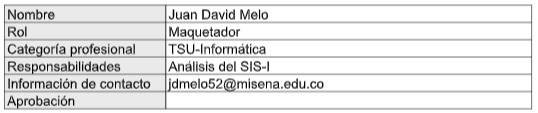 Nombre Juan David Melo
Rol Maquetador
Categoría profesional TSU-Informática
Responsabilidades Análisis del SIS-I
Información de contacto jdmelo52@misena.edu.co
Aprobación